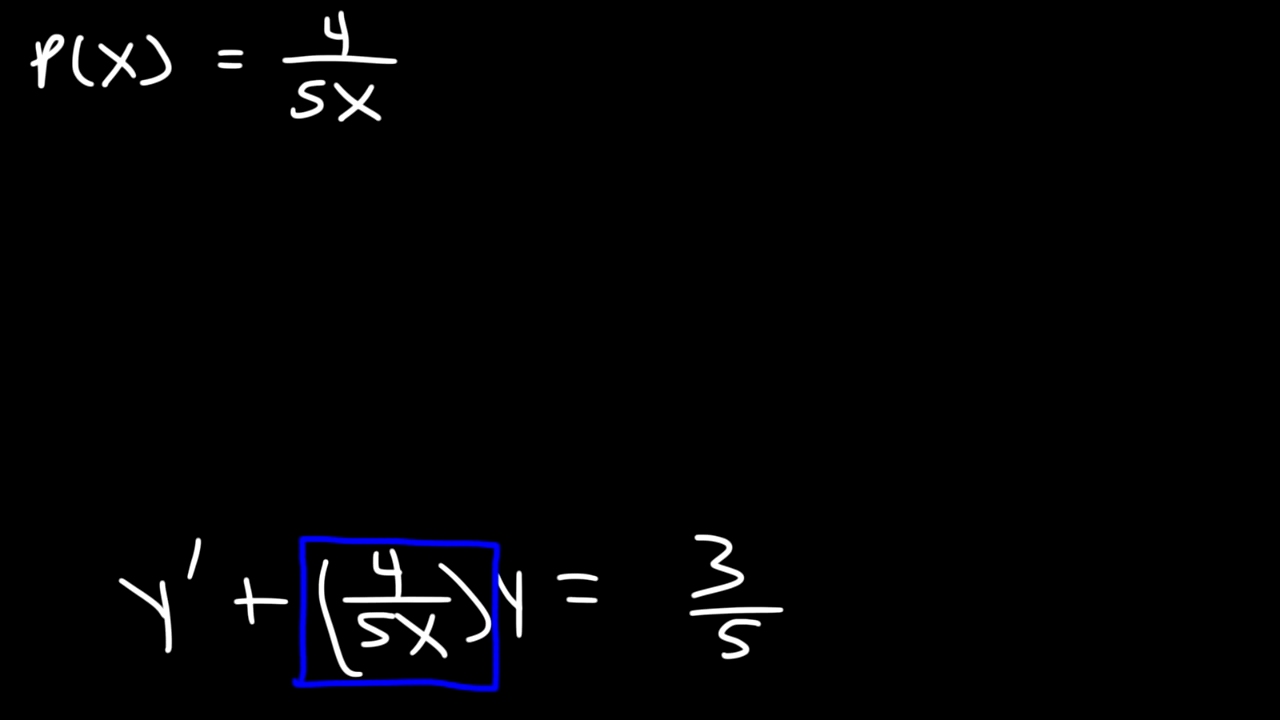 P(x) = 4/5x
y' + (4/5x)y = 3/5